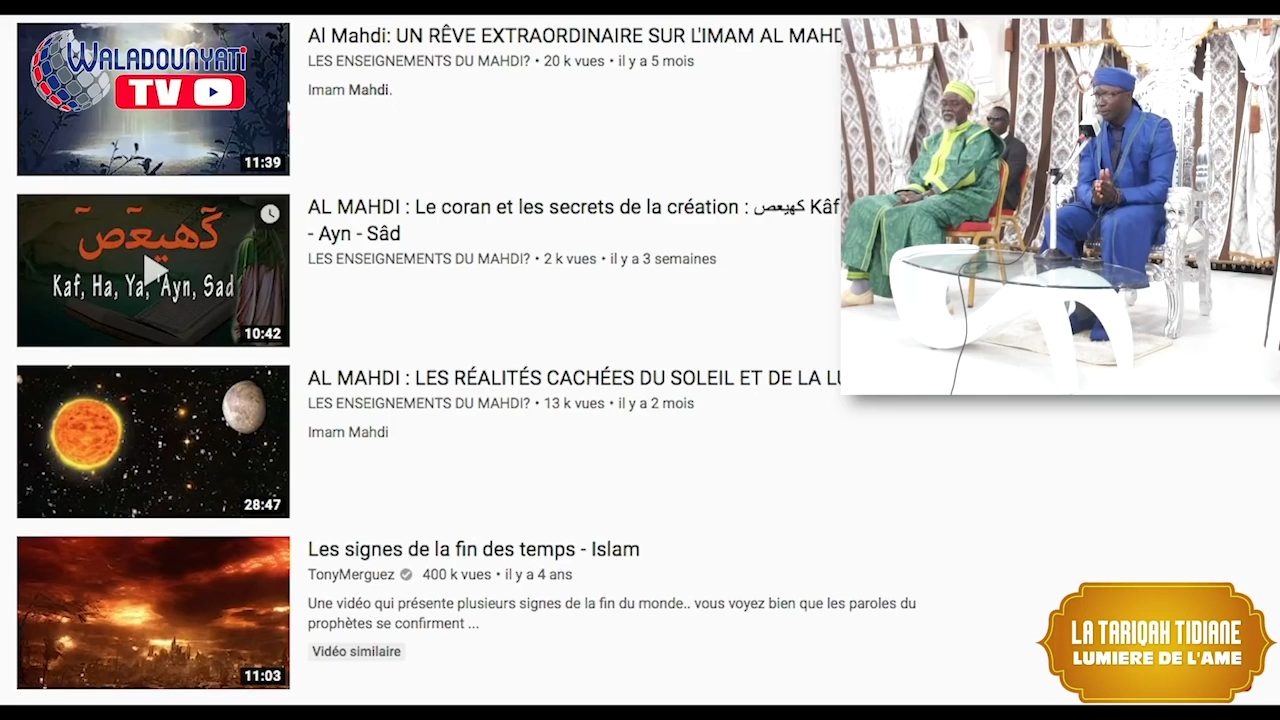 WALADOUNYATI
TV
11:39
Al Mahdi: UN RÊVE EXTRAORDINAIRE SUR L'IMAM AL MAHD
LES ENSEIGNEMENTS DU MAHDI? • 20 k vues • il y a 5 mois
Imam Mahdi.
كهيعص
Kaf, Ha, Ya, 'Ayn, Sad
10:42
AL MAHDI : Le coran et les secrets de la création : كهيعص Kâf
- Ayn - Sâd
LES ENSEIGNEMENTS DU MAHDI? • 2 k vues • il y a 3 semaines
28:47
AL MAHDI : LES RÉALITÉS CACHÉES DU SOLEIL ET DE LA LU
LES ENSEIGNEMENTS DU MAHDI? • 13 k vues • il y a 2 mois
Imam Mahdi
11:03
Les signes de la fin des temps - Islam
TonyMerguez 400 k vues • il y a 4 ans
Une vidéo qui présente plusieurs signes de la fin du monde.. vous voyez bien que les paroles du
prophètes se confirment ...
Vidéo similaire
LA TARIQAH TIDIANE
LUMIERE DE L'AME